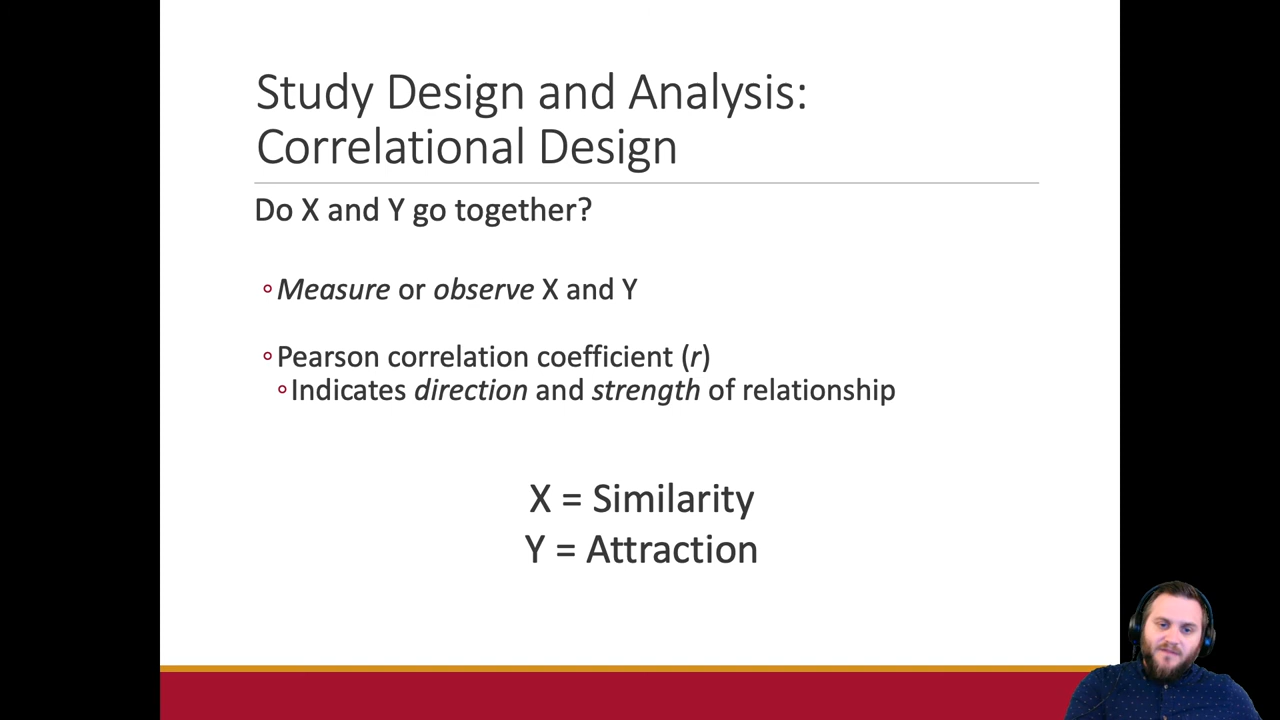 Study Design and Analysis:
Correlational Design
Do X and Y go together?
◦Measure or observe X and Y
◦Pearson correlation coefficient (r)
◦Indicates direction and strength of relationship
X = Similarity
Y = Attraction